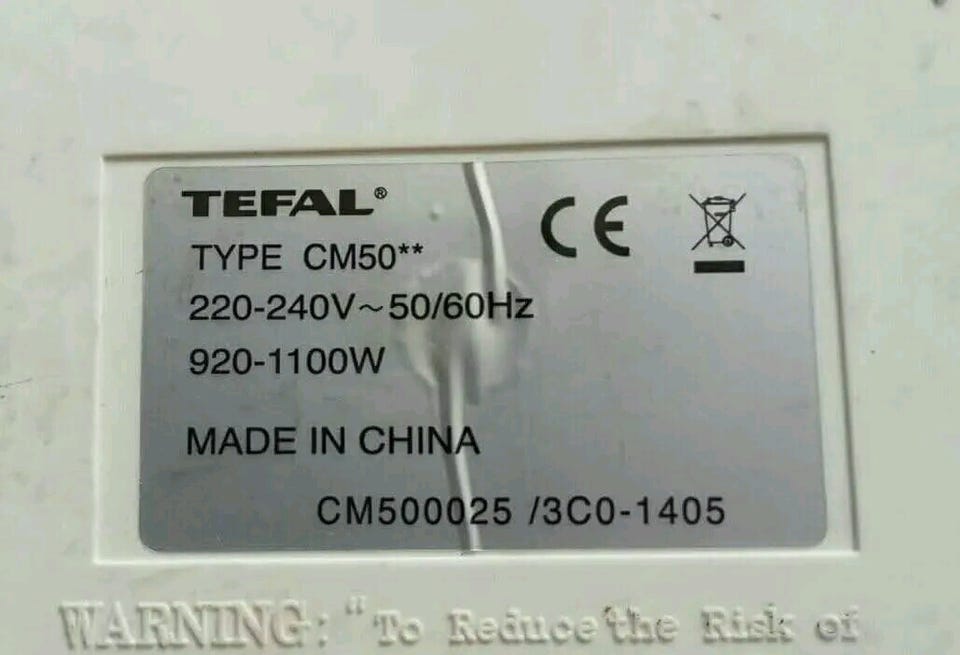 TEFAL®
TYPE CM50**
220-240V~50/60Hz
920-1100W
MADE IN CHINA
CM500025 /3C0-1405
CE
WARNING: "To Reduce the Risk of